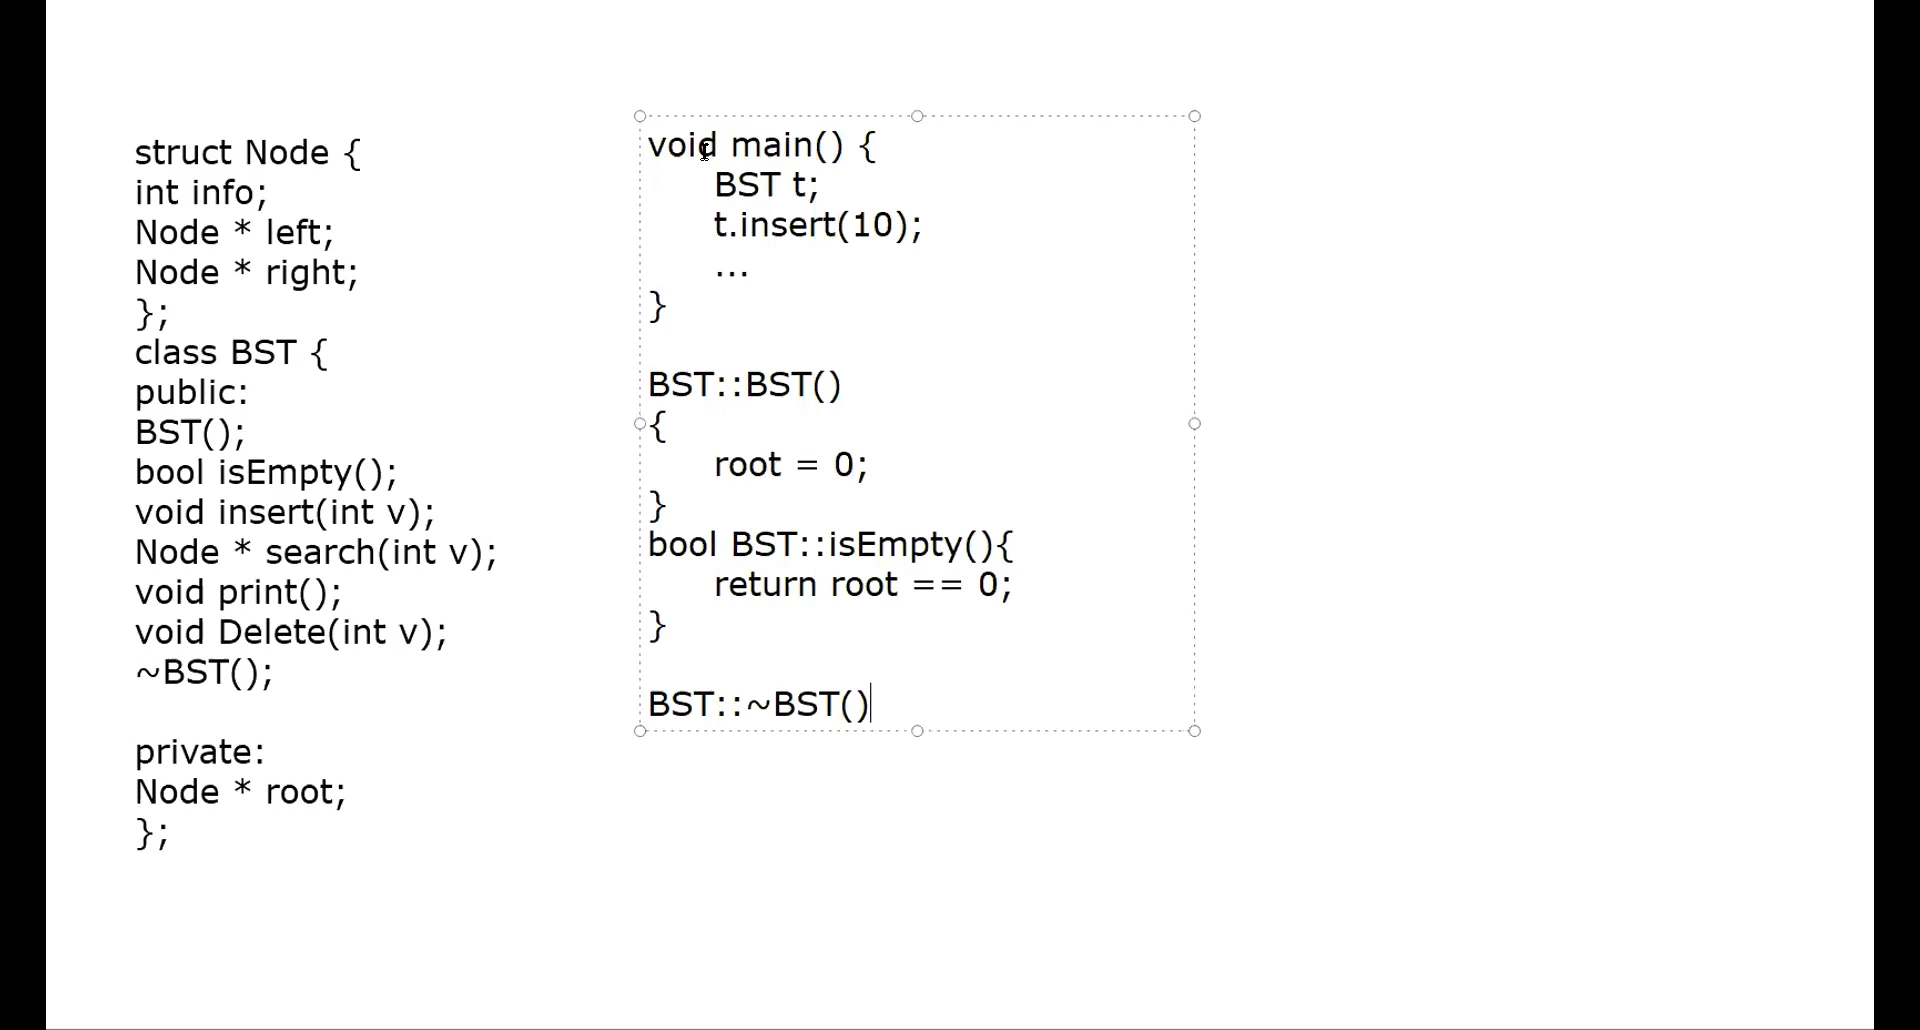 struct Node {
int info;
Node * left;
Node * right;
};
class BST {
public:
BST();
bool isEmpty();
void insert(int v);
Node * search(int v);
void print();
void Delete(int v);
~BST();
private:
Node * root;
};
void main() {
BST t;
t.insert(10);
...
}
BST::BST()
{
root = 0;
}
bool BST::isEmpty(){
return root == 0;
}
BST::~BST()